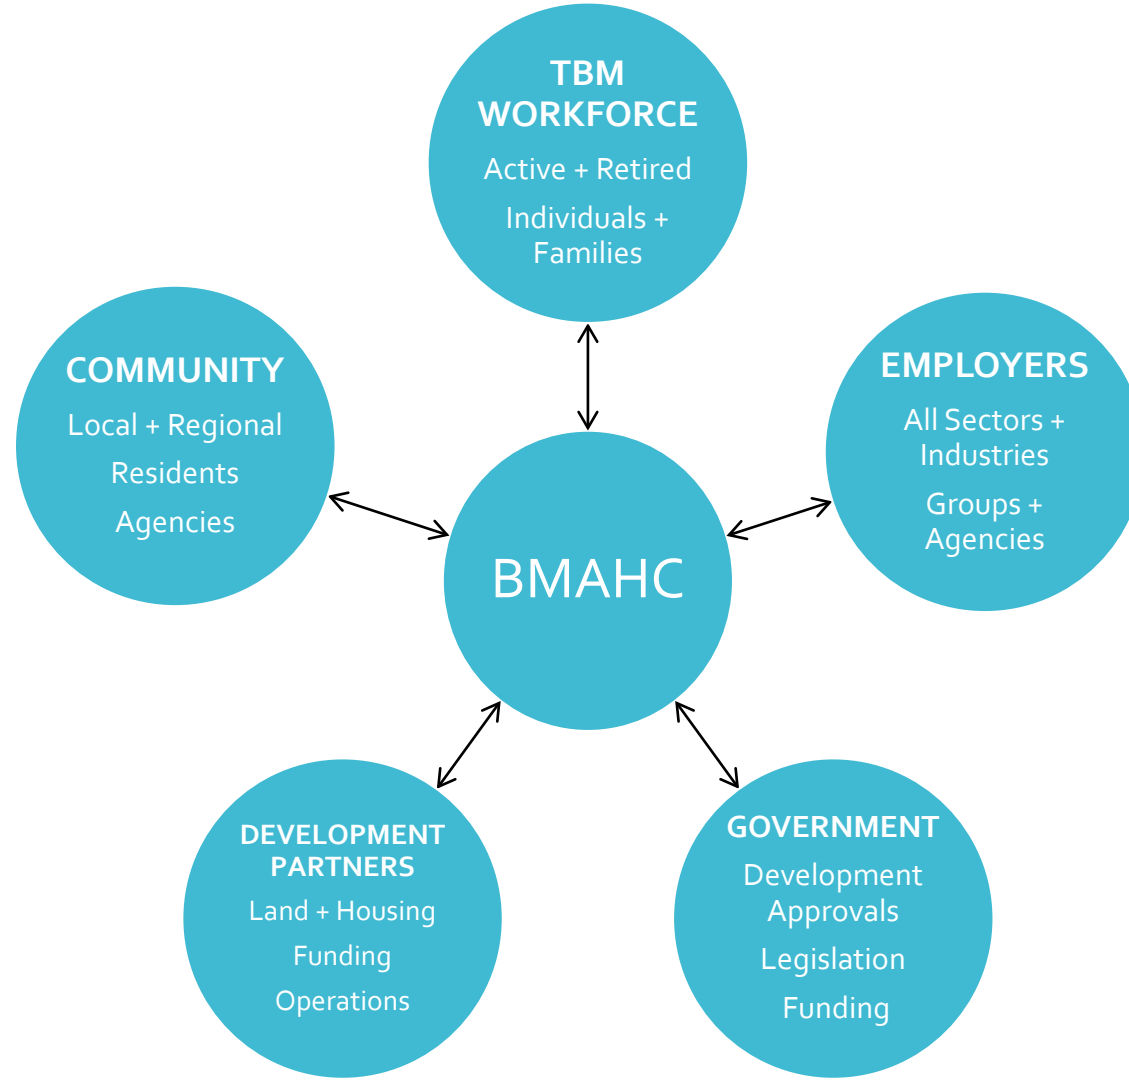 TBM
WORKFORCE
Active + Retired
Individuals +
Families
COMMUNITY
Local + Regional
Residents
Agencies
EMPLOYERS
All Sectors +
Industries
Groups +
Agencies
BMAHC
DEVELOPMENT
PARTNERS
Land + Housing
Funding
Operations
GOVERNMENT
Development
Approvals
Legislation
Funding